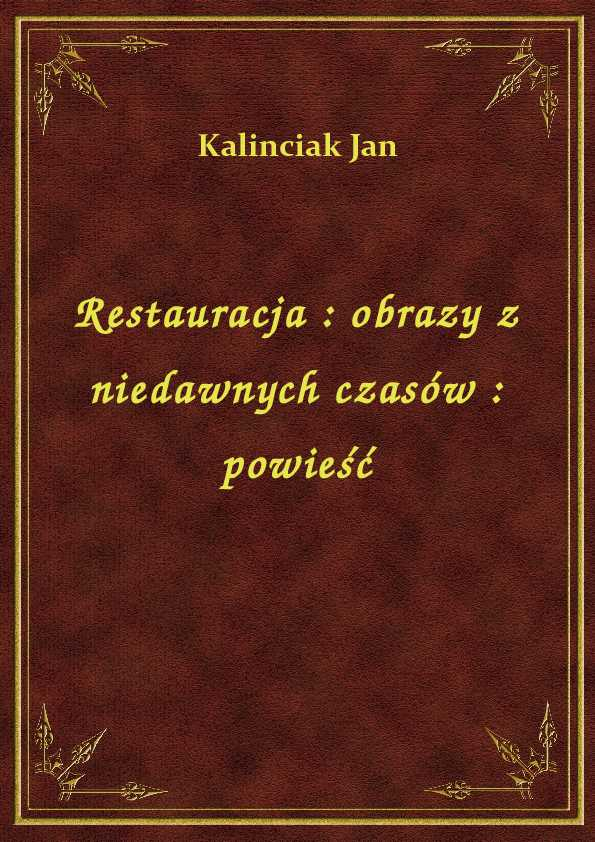 Kalinciak Jan
Restauracja : obrazy z
niedawnych czasów :
powieść